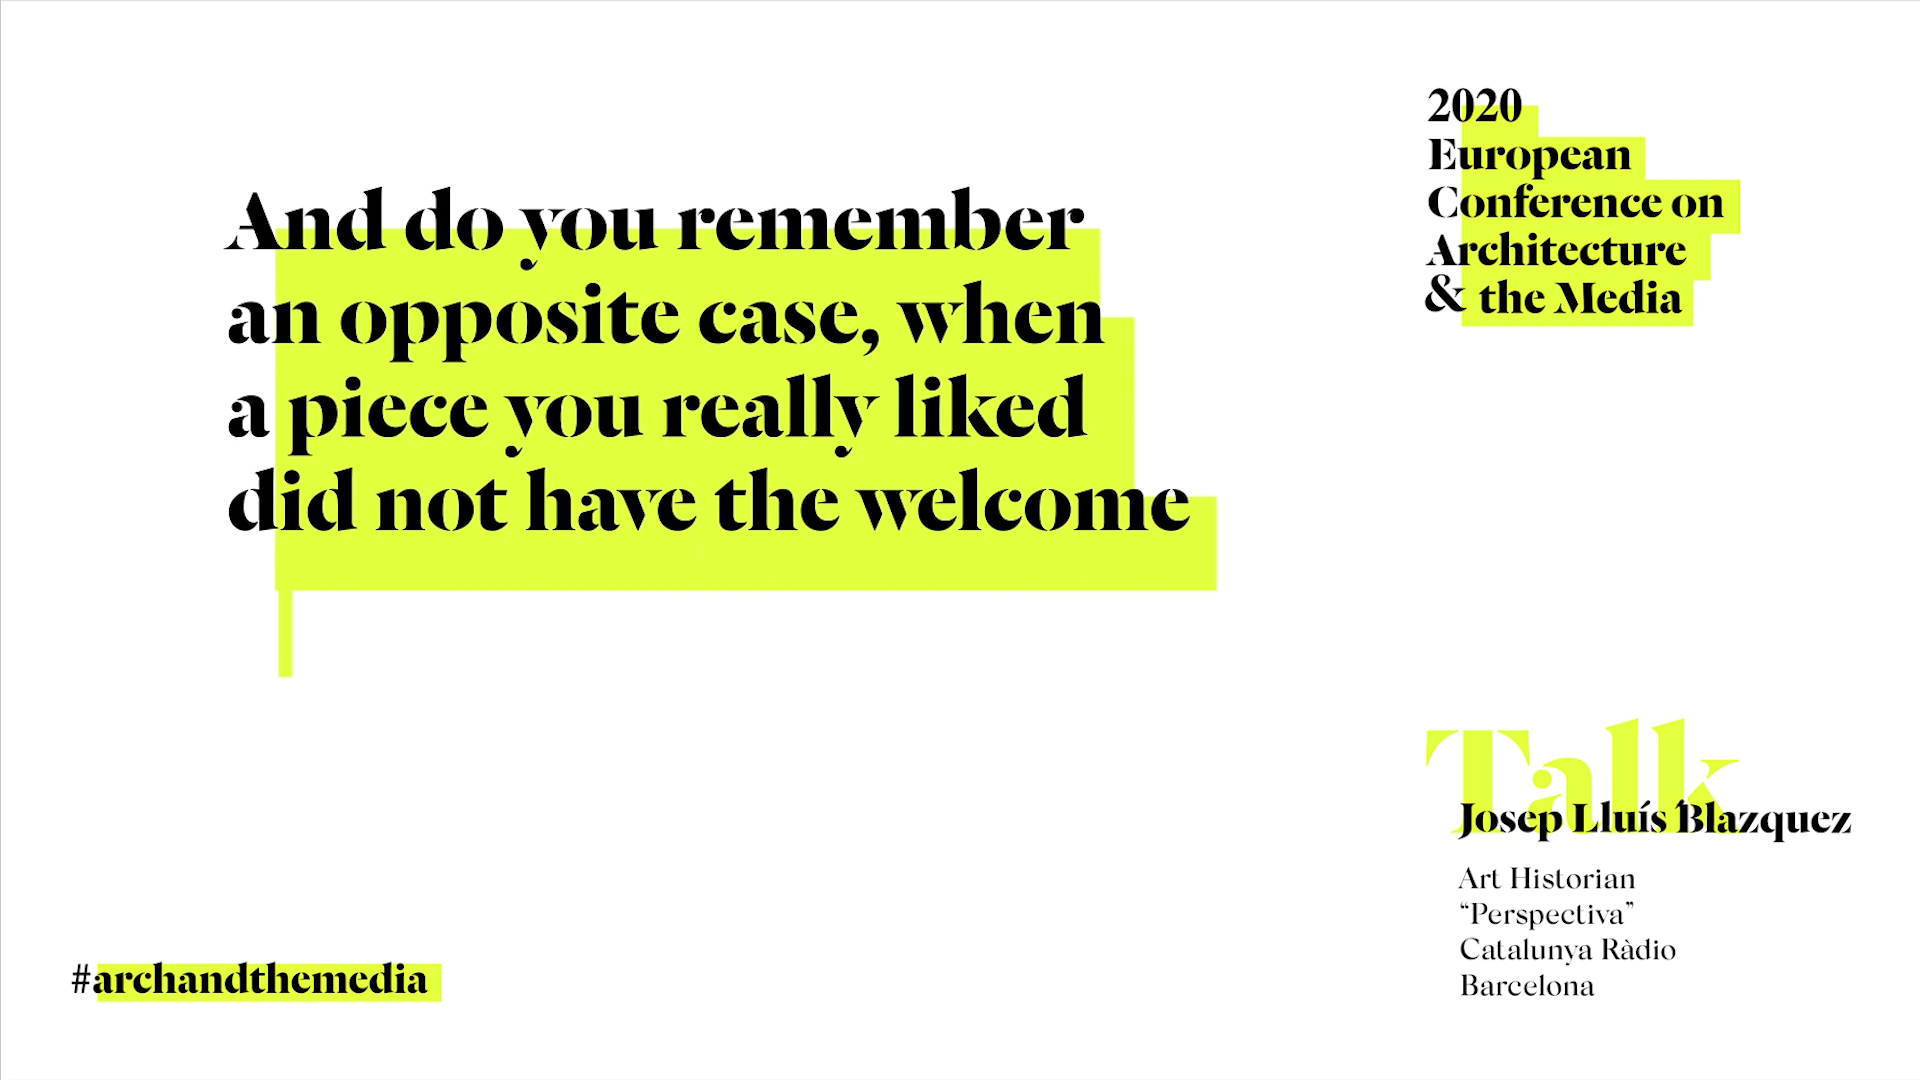 And do you remember
an opposite case, when
a piece you really liked
did not have the welcome
2020
European
Conference on
Architecture
& the Media
Talk
Josep Lluís Blazquez
Art Historian
“Perspectiva”
Catalunya Ràdio
Barcelona
#archandthemedia